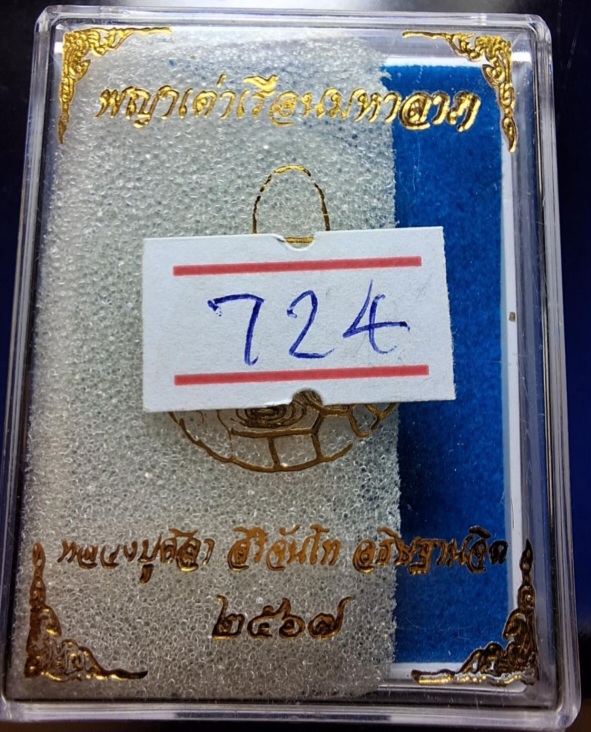 พญาเต่าเรือนมหาลาภ
724
หลวงปู่ศิลา สิริจันโท อธิษฐานจิต
๒๕๖๗